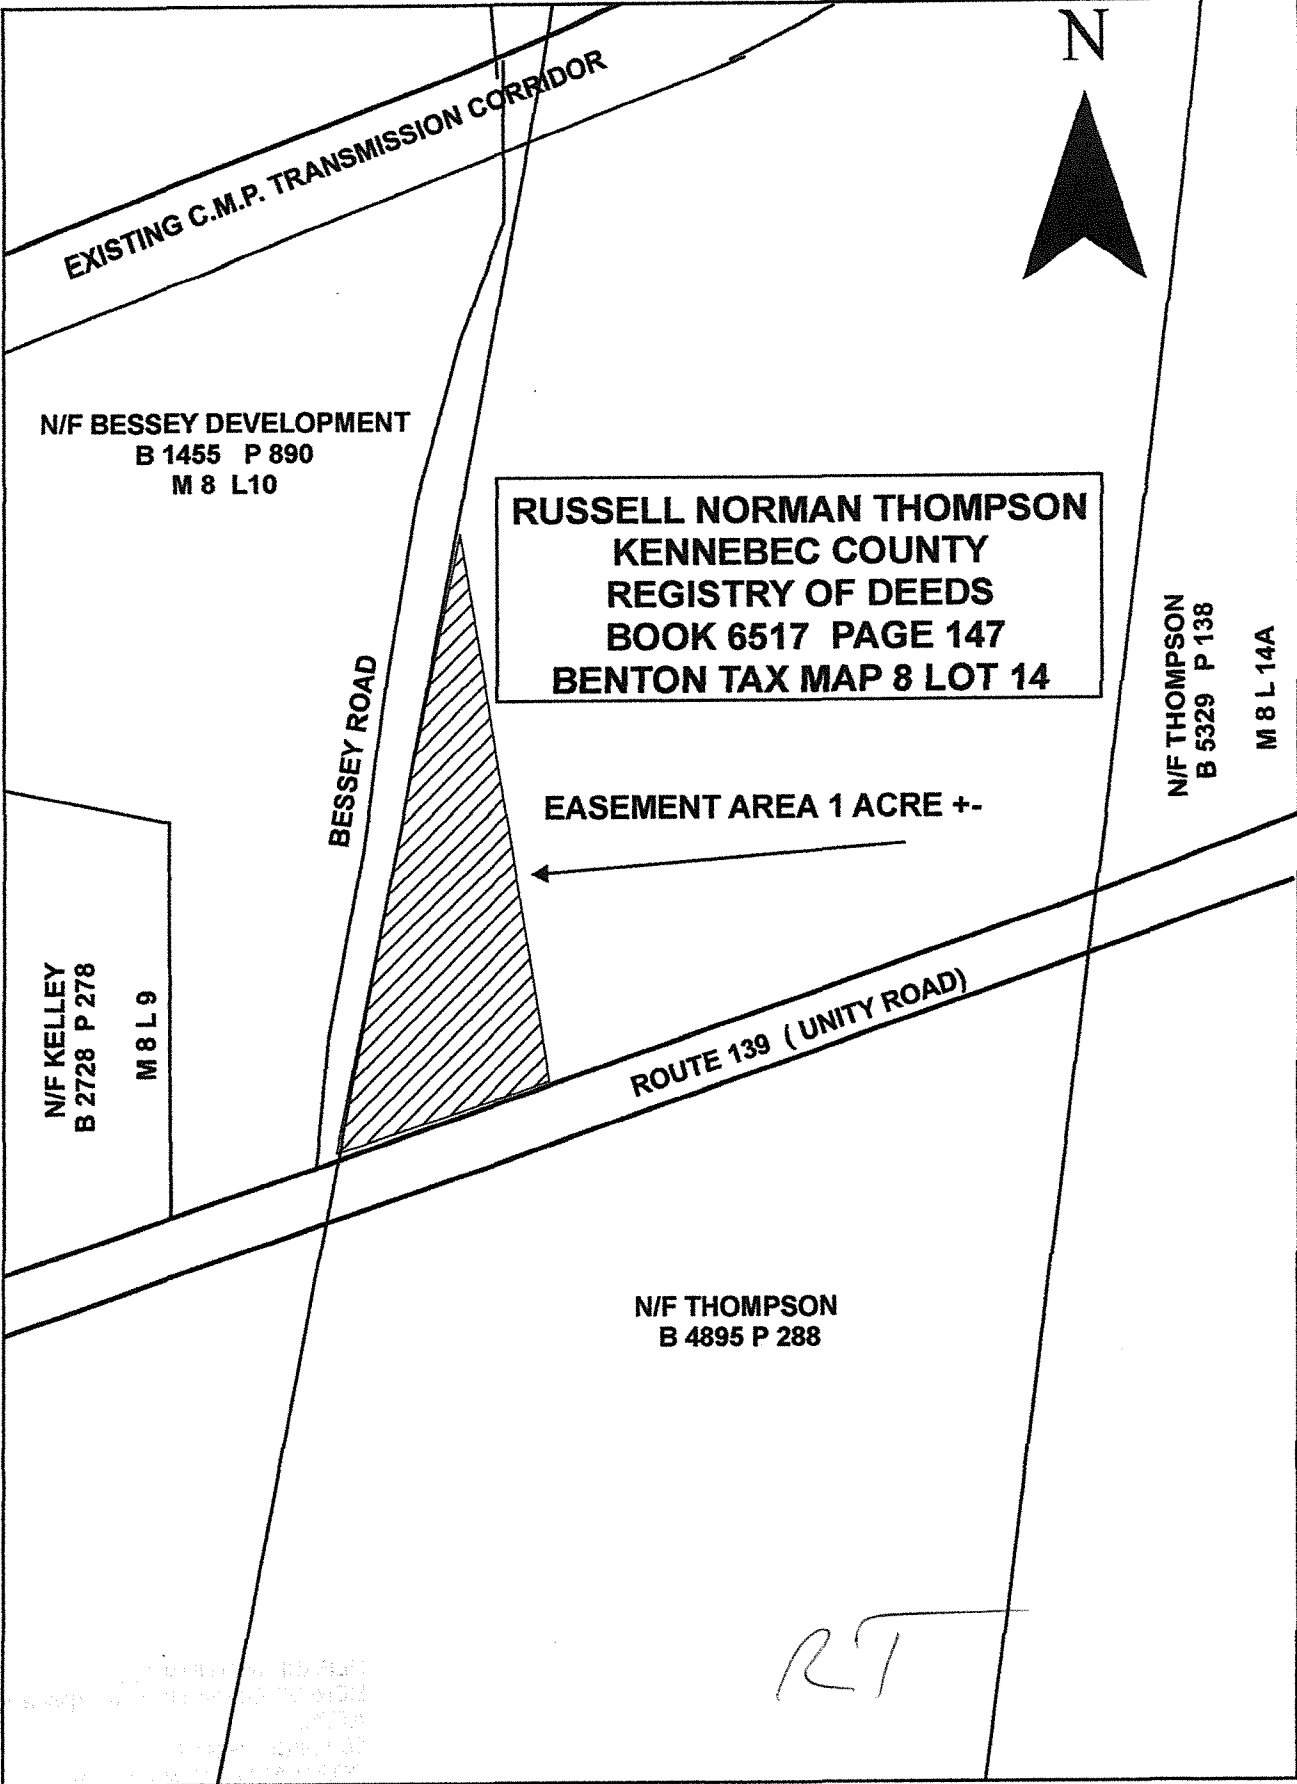 N
EXISTING C.M.P. TRANSMISSION CORRIDOR
N/F BESSEY DEVELOPMENT
B 1455 P 890
M 8 L10
RUSSELL NORMAN THOMPSON
KENNEBEC COUNTY
REGISTRY OF DEEDS
BOOK 6517 PAGE 147
BENTON TAX MAP 8 LOT 14
N/F THOMPSON
B 5329 P 138
M 8 L 14A
BESSEY ROAD
EASEMENT AREA 1 ACRE +-
N/F KELLEY
B 2728 P 278
M 8 L 9
ROUTE 139 ( UNITY ROAD)
N/F THOMPSON
B 4895 P 288
RT